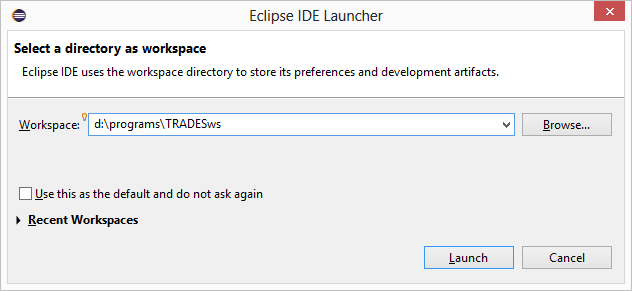 Eclipse IDE Launcher
Select a directory as workspace
Eclipse IDE uses the workspace directory to store its preferences and development artifacts.
Workspace: d:\programs\TRADESws Browse...
Use this as the default and do not ask again
Recent Workspaces
Launch Cancel